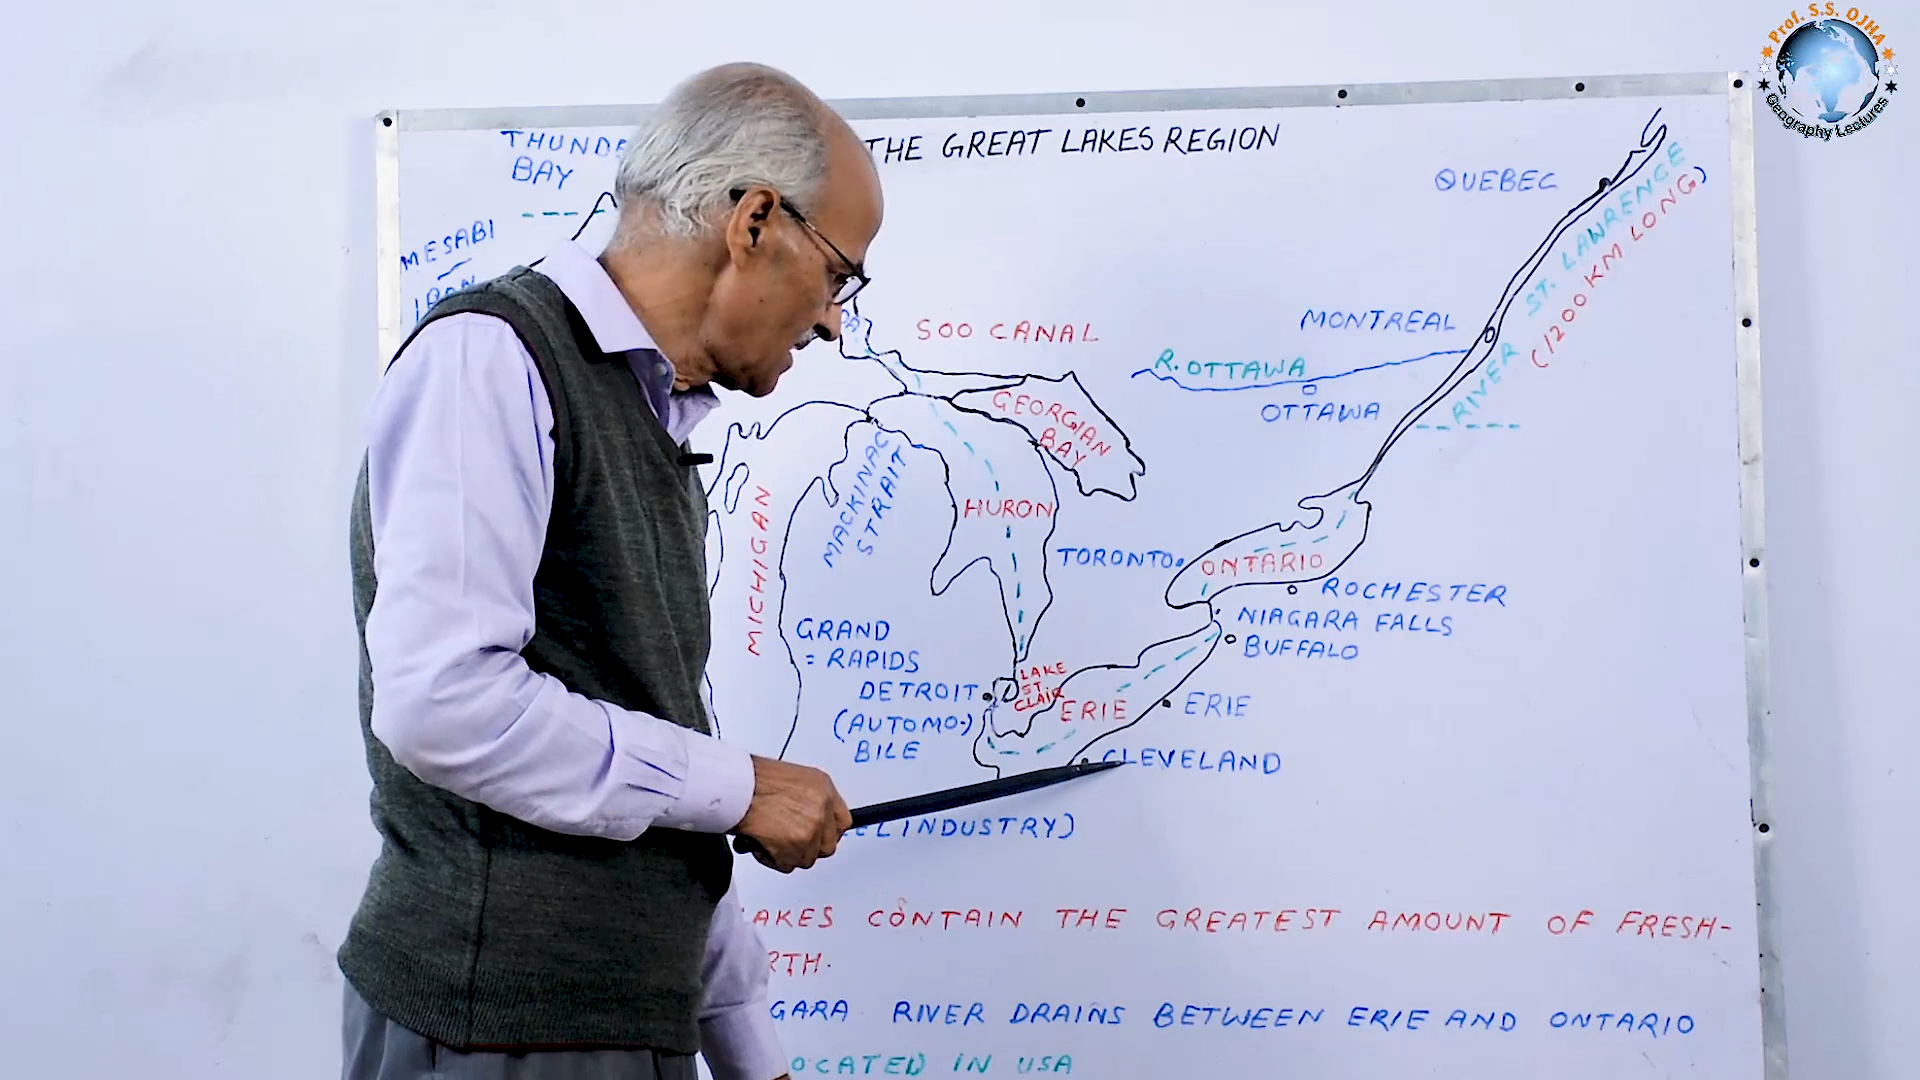 Prof. S.S. OJHA
Geography Lectures
THE GREAT LAKES REGION
BAY
MESABI
QUEBEC
RIVER ST. LAWRENCE
(1200 KM LONG)
SOO CANAL
MONTREAL
R. OTTAWA
OTTAWA
GEORGIAN
BAY
MACKINAC
STRAIT
MICHIGAN
HURON
TORONTO
ONTARIO
ROCHESTER
NIAGARA FALLS
BUFFALO
GRAND
RAPIDS
DETROIT
(AUTOMO-)
BILE
LAKE
ST
CLAIR
ERIE
ERIE
CLEVELAND
INDUSTRY)
AKES CONTAIN THE GREATEST AMOUNT OF FRESH-
RTH.
GARA RIVER DRAINS BETWEEN ERIE AND ONTARIO
OCATED IN USA